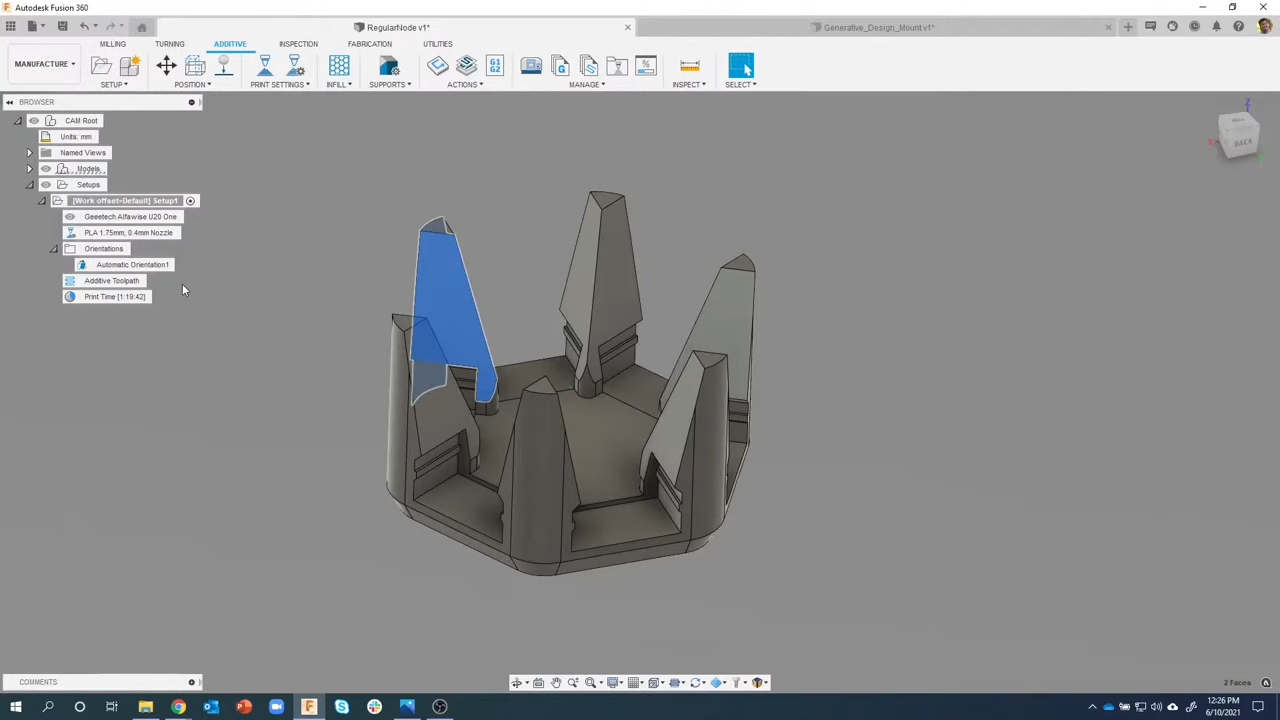 Autodesk Fusion 360
RegularNode v1*
Generative_Design_Mount v1*
MILLING TURNING ADDITIVE INSPECTION FABRICATION UTILITIES
MANUFACTURE
G1
G2
%
SETUP POSITION PRINT SETTINGS INFILL SUPPORTS ACTIONS MANAGE INSPECT SELECT
BROWSER
CAM Root
Units: mm
Named Views
Models
Setups
[Work offset=Default] Setup1
Geeetech Alfawise U20 One
PLA 1.75mm, 0.4mm Nozzle
Orientations
Automatic Orientation1
Additive Toolpath
Print Time [1:19:42]
Z
X
Y
BACK
COMMENTS
2 Faces
12:26 PM
6/10/2021